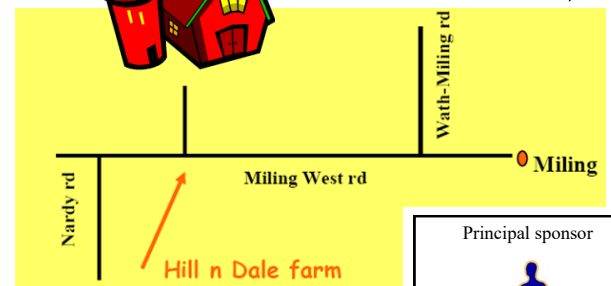 Wath-Miling rd
Miling
Miling West rd
Nardy rd
Hill n Dale farm
Principal sponsor